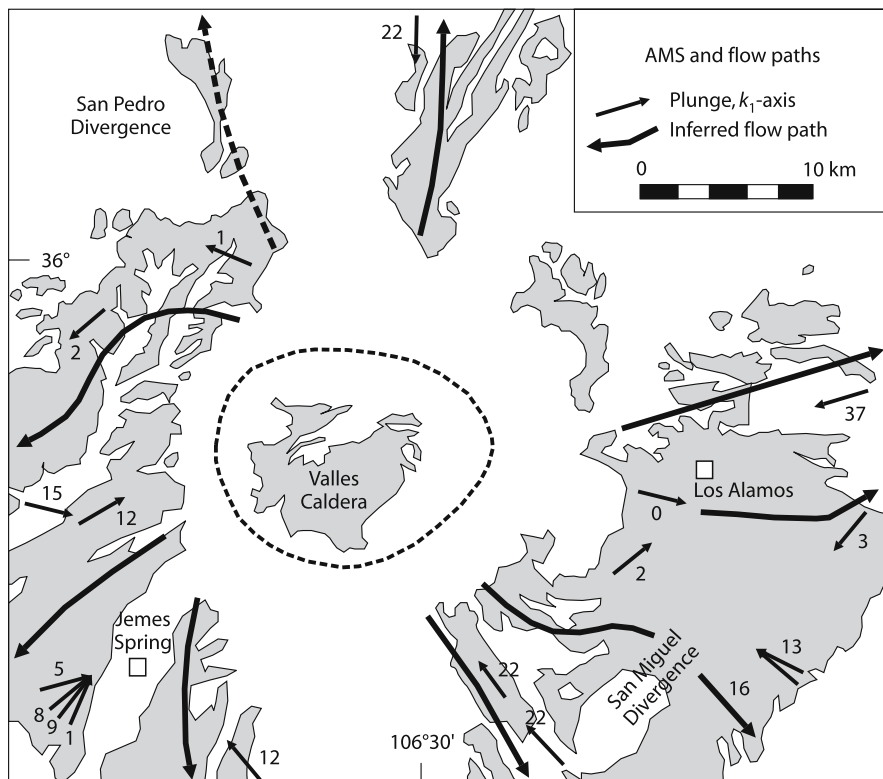 22
AMS and flow paths
San Pedro
Divergence
Plunge, k1-axis
Inferred flow path
0
10 km
1
36°
2
37
Valles
Caldera
Los Alamos
15
12
0
3
2
Jemes
Spring
San Miguel
Divergence
13
5
22
16
8
9
1
22
12
106°30'